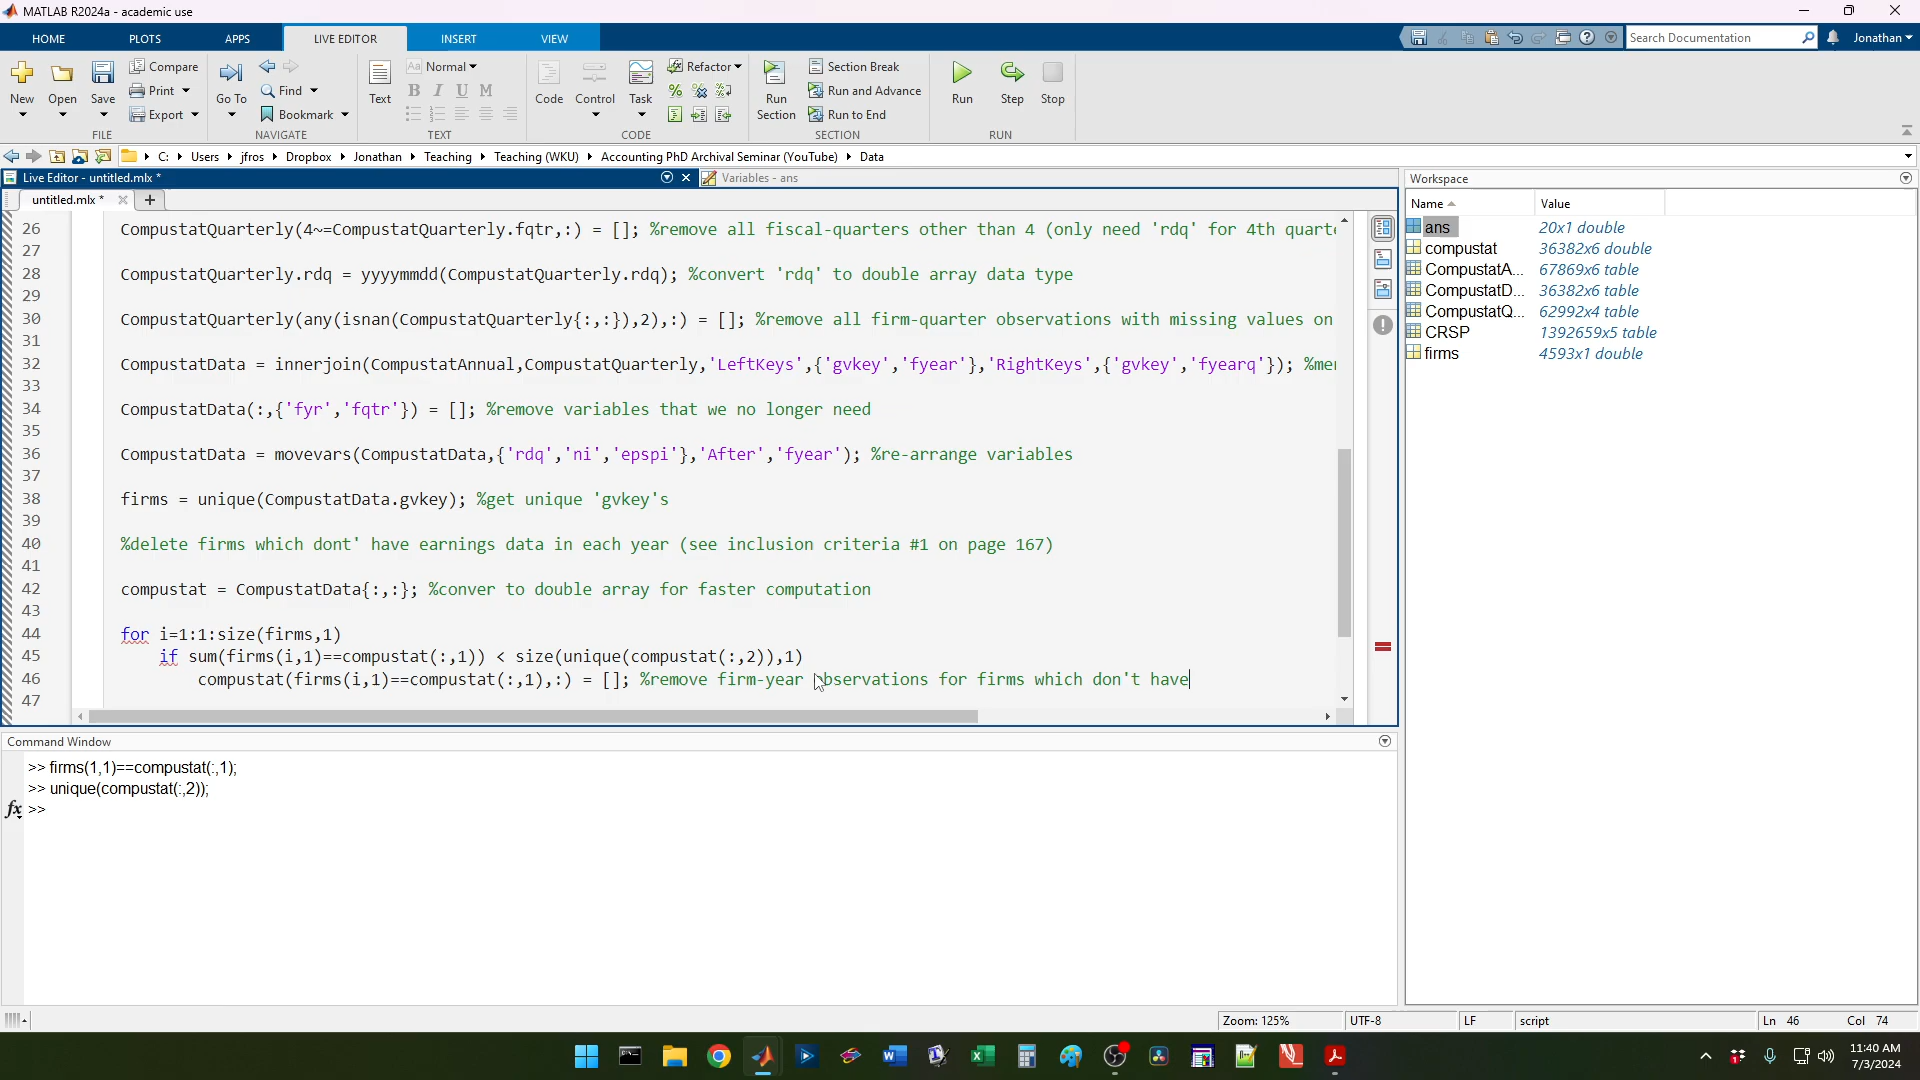 MATLAB R2024a - academic use
HOME PLOTS APPS LIVE EDITOR INSERT VIEW
Search Documentation Jonathan
New Open Save Compare Print Export
FILE
Go To Find Bookmark
NAVIGATE
Text Aa Normal B I U M
TEXT
Code Control Task Refactor
CODE
Run Section Section Break Run and Advance Run to End
SECTION
Run Step Stop
RUN
C: Users jfros Dropbox Jonathan Teaching Teaching (WKU) Accounting PhD Archival Seminar (YouTube) Data
Live Editor - untitled.mlx *
Variables - ans
untitled.mlx *
26 CompustatQuarterly(4~=CompustatQuarterly.fqtr,:) = []; %remove all fiscal-quarters other than 4 (only need 'rdq' for 4th
27
28 CompustatQuarterly.rdq = yyyymmdd(CompustatQuarterly.rdq); %convert 'rdq' to double array data type
29
30 CompustatQuarterly(any(isnan(CompustatQuarterly{:,:}),2),:) = []; %remove all firm-quarter observations with missing values on
31
32 CompustatData = innerjoin(CompustatAnnual,CompustatQuarterly,'LeftKeys',{'gvkey','fyear'},'RightKeys',{'gvkey','fyearq'});
33
34 CompustatData(:,{'fyr','fqtr'}) = []; %remove variables that we no longer need
35
36 CompustatData = movevars(CompustatData,{'rdq','ni','epspi'},'After','fyear'); %re-arrange variables
37
38 firms = unique(CompustatData.gvkey); %get unique 'gvkey's
39
40 %delete firms which dont' have earnings data in each year (see inclusion criteria #1 on page 167)
41
42 compustat = CompustatData{:,:}; %conver to double array for faster computation
43
44 for i=1:1:size(firms,1)
45 if sum(firms(i,1)==compustat(:,1)) < size(unique(compustat(:,2)),1)
46 compustat(firms(i,1)==compustat(:,1),:) = []; %remove firm-year observations for firms which don't have
47
Command Window
>> firms(1,1)==compustat(:,1);
>> unique(compustat(:,2));
fx >>
Workspace
Name Value
ans 20x1 double
compustat 36382x6 double
CompustatA... 67869x6 table
CompustatD... 36382x6 table
CompustatQ... 62992x4 table
CRSP 1392659x5 table
firms 4593x1 double
Zoom: 125% UTF-8 LF script Ln 46 Col 74
11:40 AM
7/3/2024